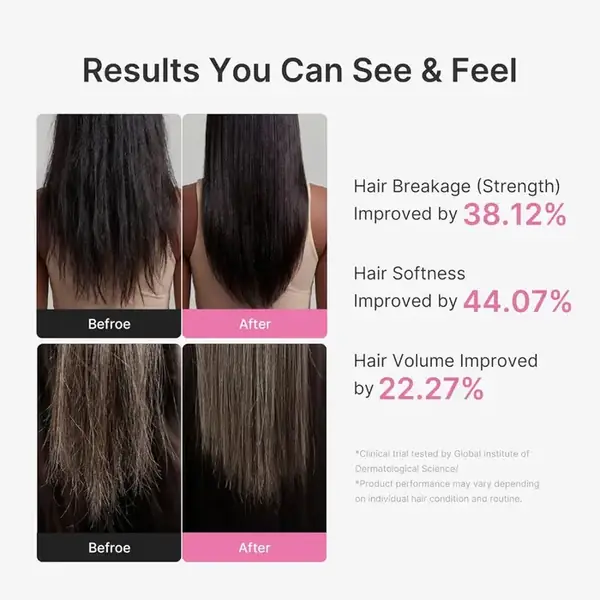 Results You Can See & Feel
Befroe
After
Befroe
After
Hair Breakage (Strength)
Improved by 38.12%
Hair Softness
Improved by 44.07%
Hair Volume Improved
by 22.27%
*Clinical trial tested by Global institute of
Dermatological Science/
*Product performance may vary depending
on individual hair condition and routine.